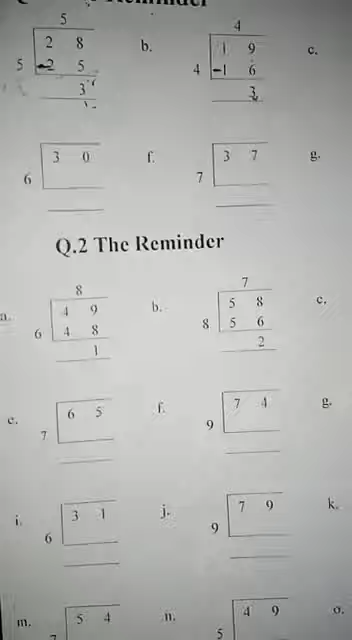 5
2 8 b. 4
5 -2 5
3
1 9 c.
4 -1 6
3
3 0 f. 3 7 g.
6 7
Q.2 The Reminder
8 7
a. 4 9 b. 5 8 c.
6 4 8 8 5 6
1 2
e. 6 5 f. 7 4 g.
7 9
i. 3 1 j. 7 9 k.
6 9
m. 5 4 n. 4 9 o.
7 5